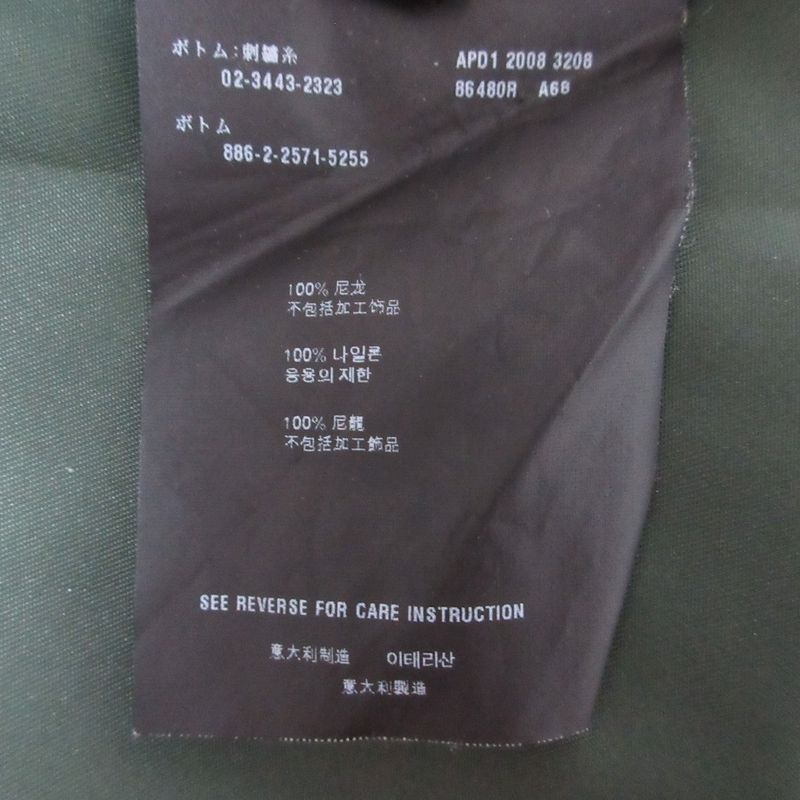 ボトム:刺繡糸
02-3443-2323
APD1 2008 3208
86480R A68
ボトム
886-2-2571-5255
100% 尼龙
不包括加工饰品
100% 나일론
응용의 제한
100% 尼龍
不包括加工飾品
SEE REVERSE FOR CARE INSTRUCTION
意大利制造 이태리산
意大利製造